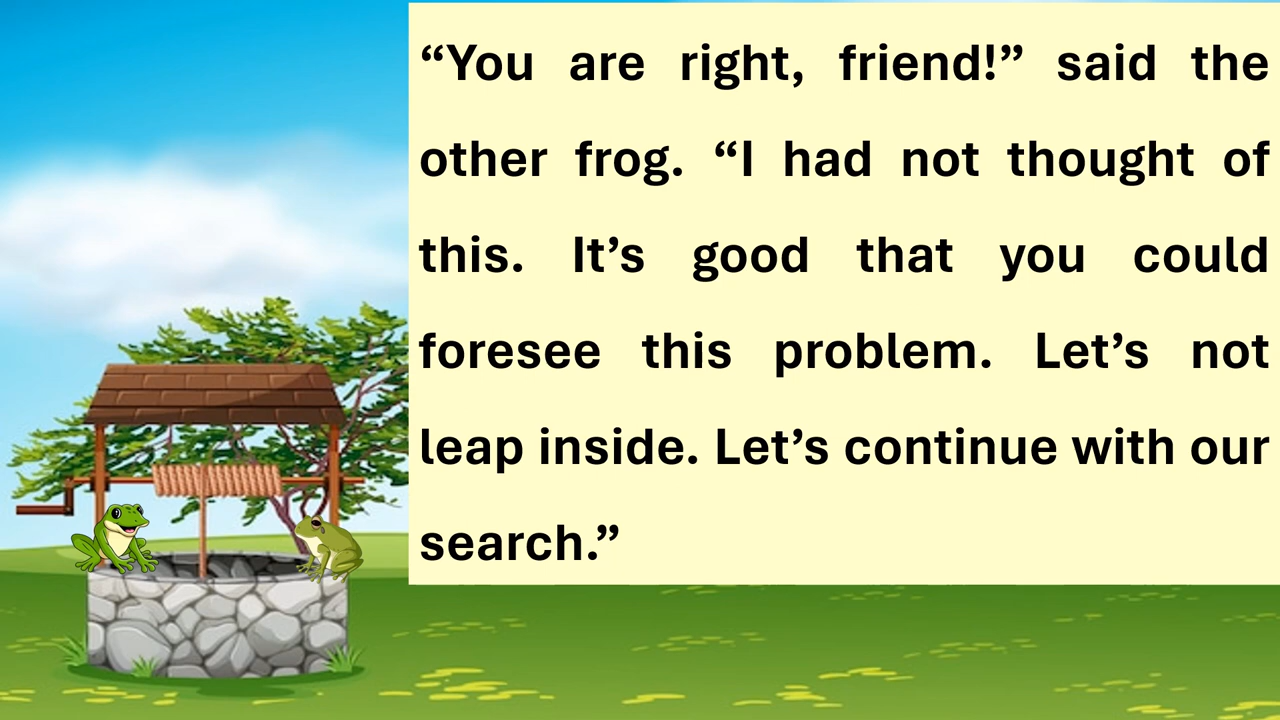 “You are right, friend!” said the
other frog. “I had not thought of
this. It’s good that you could
foresee this problem. Let’s not
leap inside. Let’s continue with our
search.”